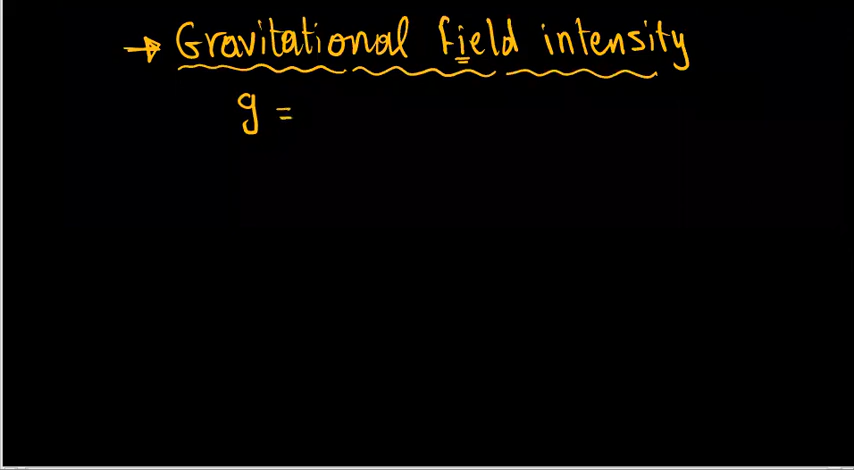 → Gravitational field intensity
g =